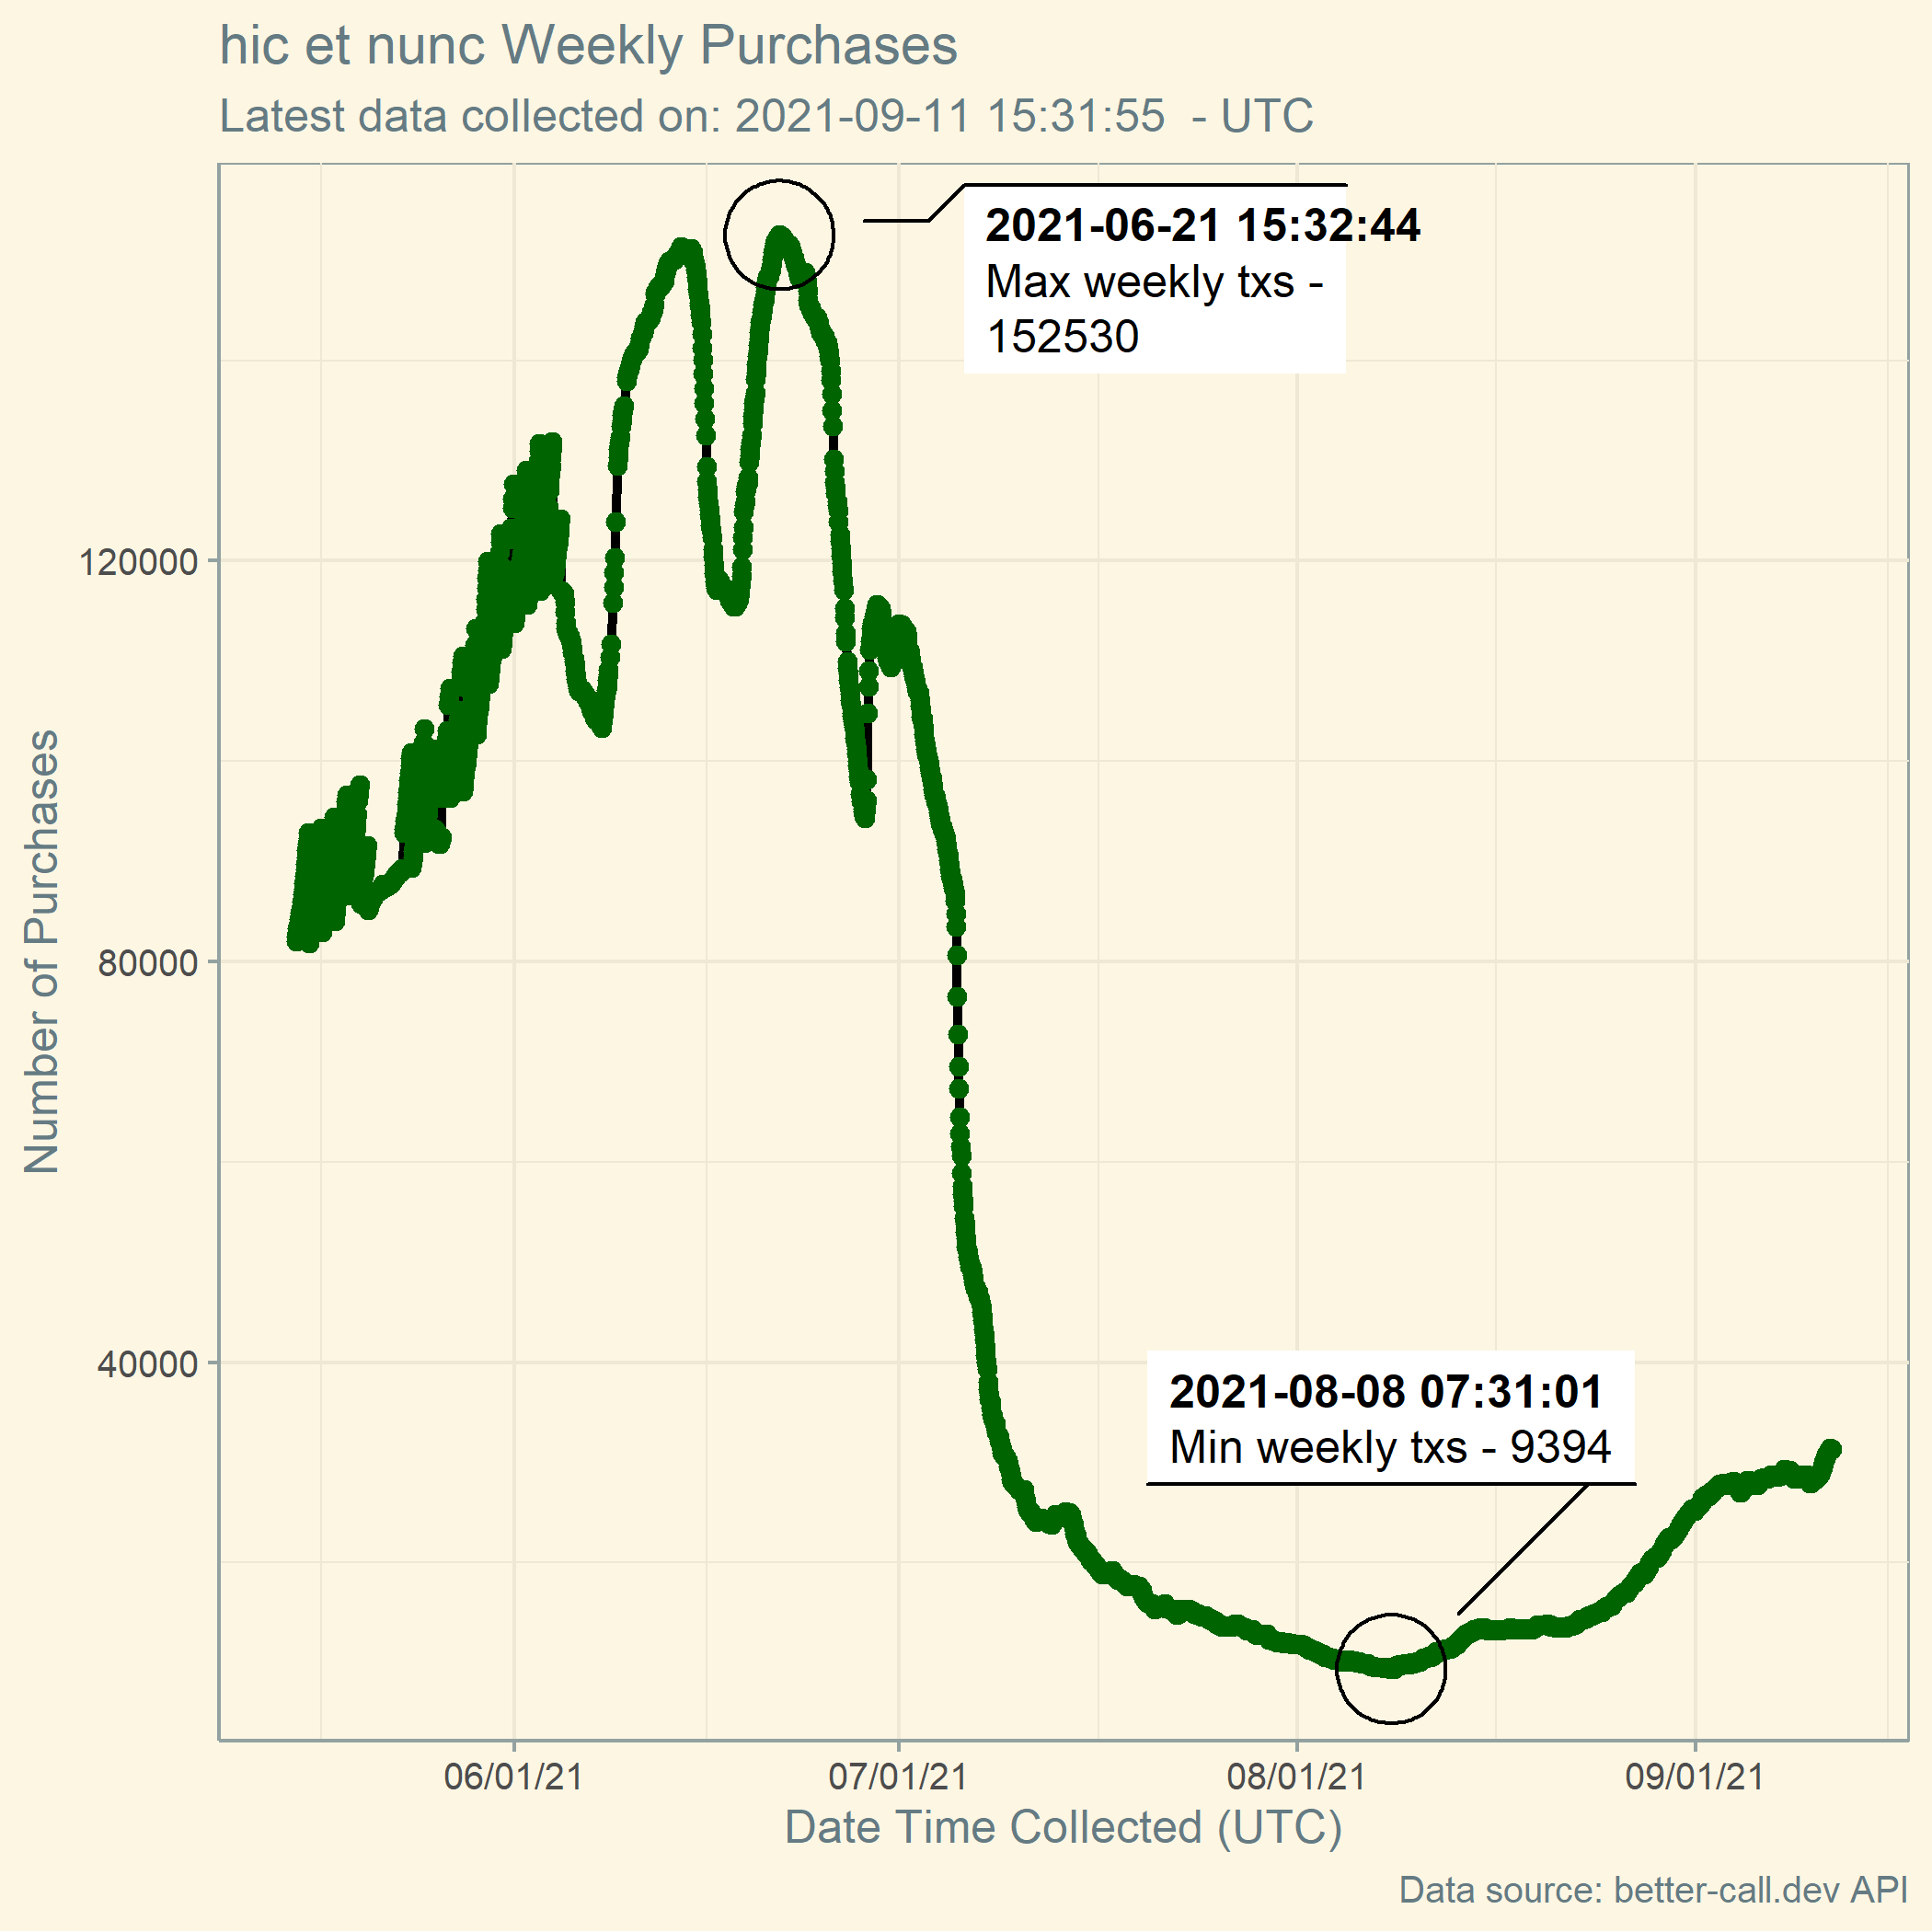 hic et nunc Weekly Purchases
Latest data collected on: 2021-09-11 15:31:55  - UTC
2021-06-21 15:32:44
Max weekly txs -
152530
120000
80000
40000
Number of Purchases
2021-08-08 07:31:01
Min weekly txs - 9394
06/01/21
07/01/21
08/01/21
09/01/21
Date Time Collected (UTC)
Data source: better-call.dev API